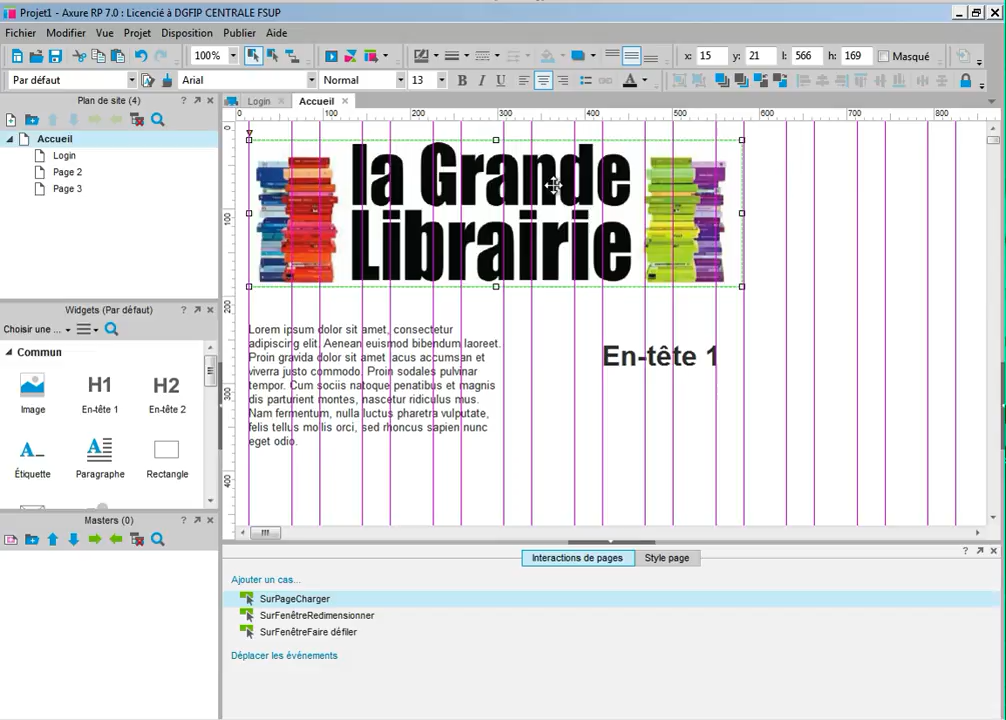 Projet1 - Axure RP 7.0 : Licencié à DGFIP CENTRALE FSUP
Fichier Modifier Vue Projet Disposition Publier Aide
100% x: 15 y: 21 l: 566 h: 169 Masqué
Par défaut Arial Normal 13 B I U A
Plan de site (4) Login Accueil
0 100 200 300 400 500 600 700 800
Accueil
Login
Page 2
Page 3
0
100
200
300
400
la Grande
Librairie
Widgets (Par défaut)
Choisir une ...
Commun
H1 H2
Image En-tête 1 En-tête 2
A_
Étiquette Paragraphe Rectangle
Lorem ipsum dolor sit amet, consectetur
adipiscing elit. Aenean euismod bibendum laoreet.
Proin gravida dolor sit amet lacus accumsan et
viverra justo commodo. Proin sodales pulvinar
tempor. Cum sociis natoque penatibus et magnis
dis parturient montes, nascetur ridiculus mus.
Nam fermentum, nulla luctus pharetra vulputate,
felis tellus mollis orci, sed rhoncus sapien nunc
eget odio.
En-tête 1
Masters (0)
Interactions de pages Style page
Ajouter un cas...
SurPageCharger
SurFenêtreRedimensionner
SurFenêtreFaire défiler
Déplacer les événements